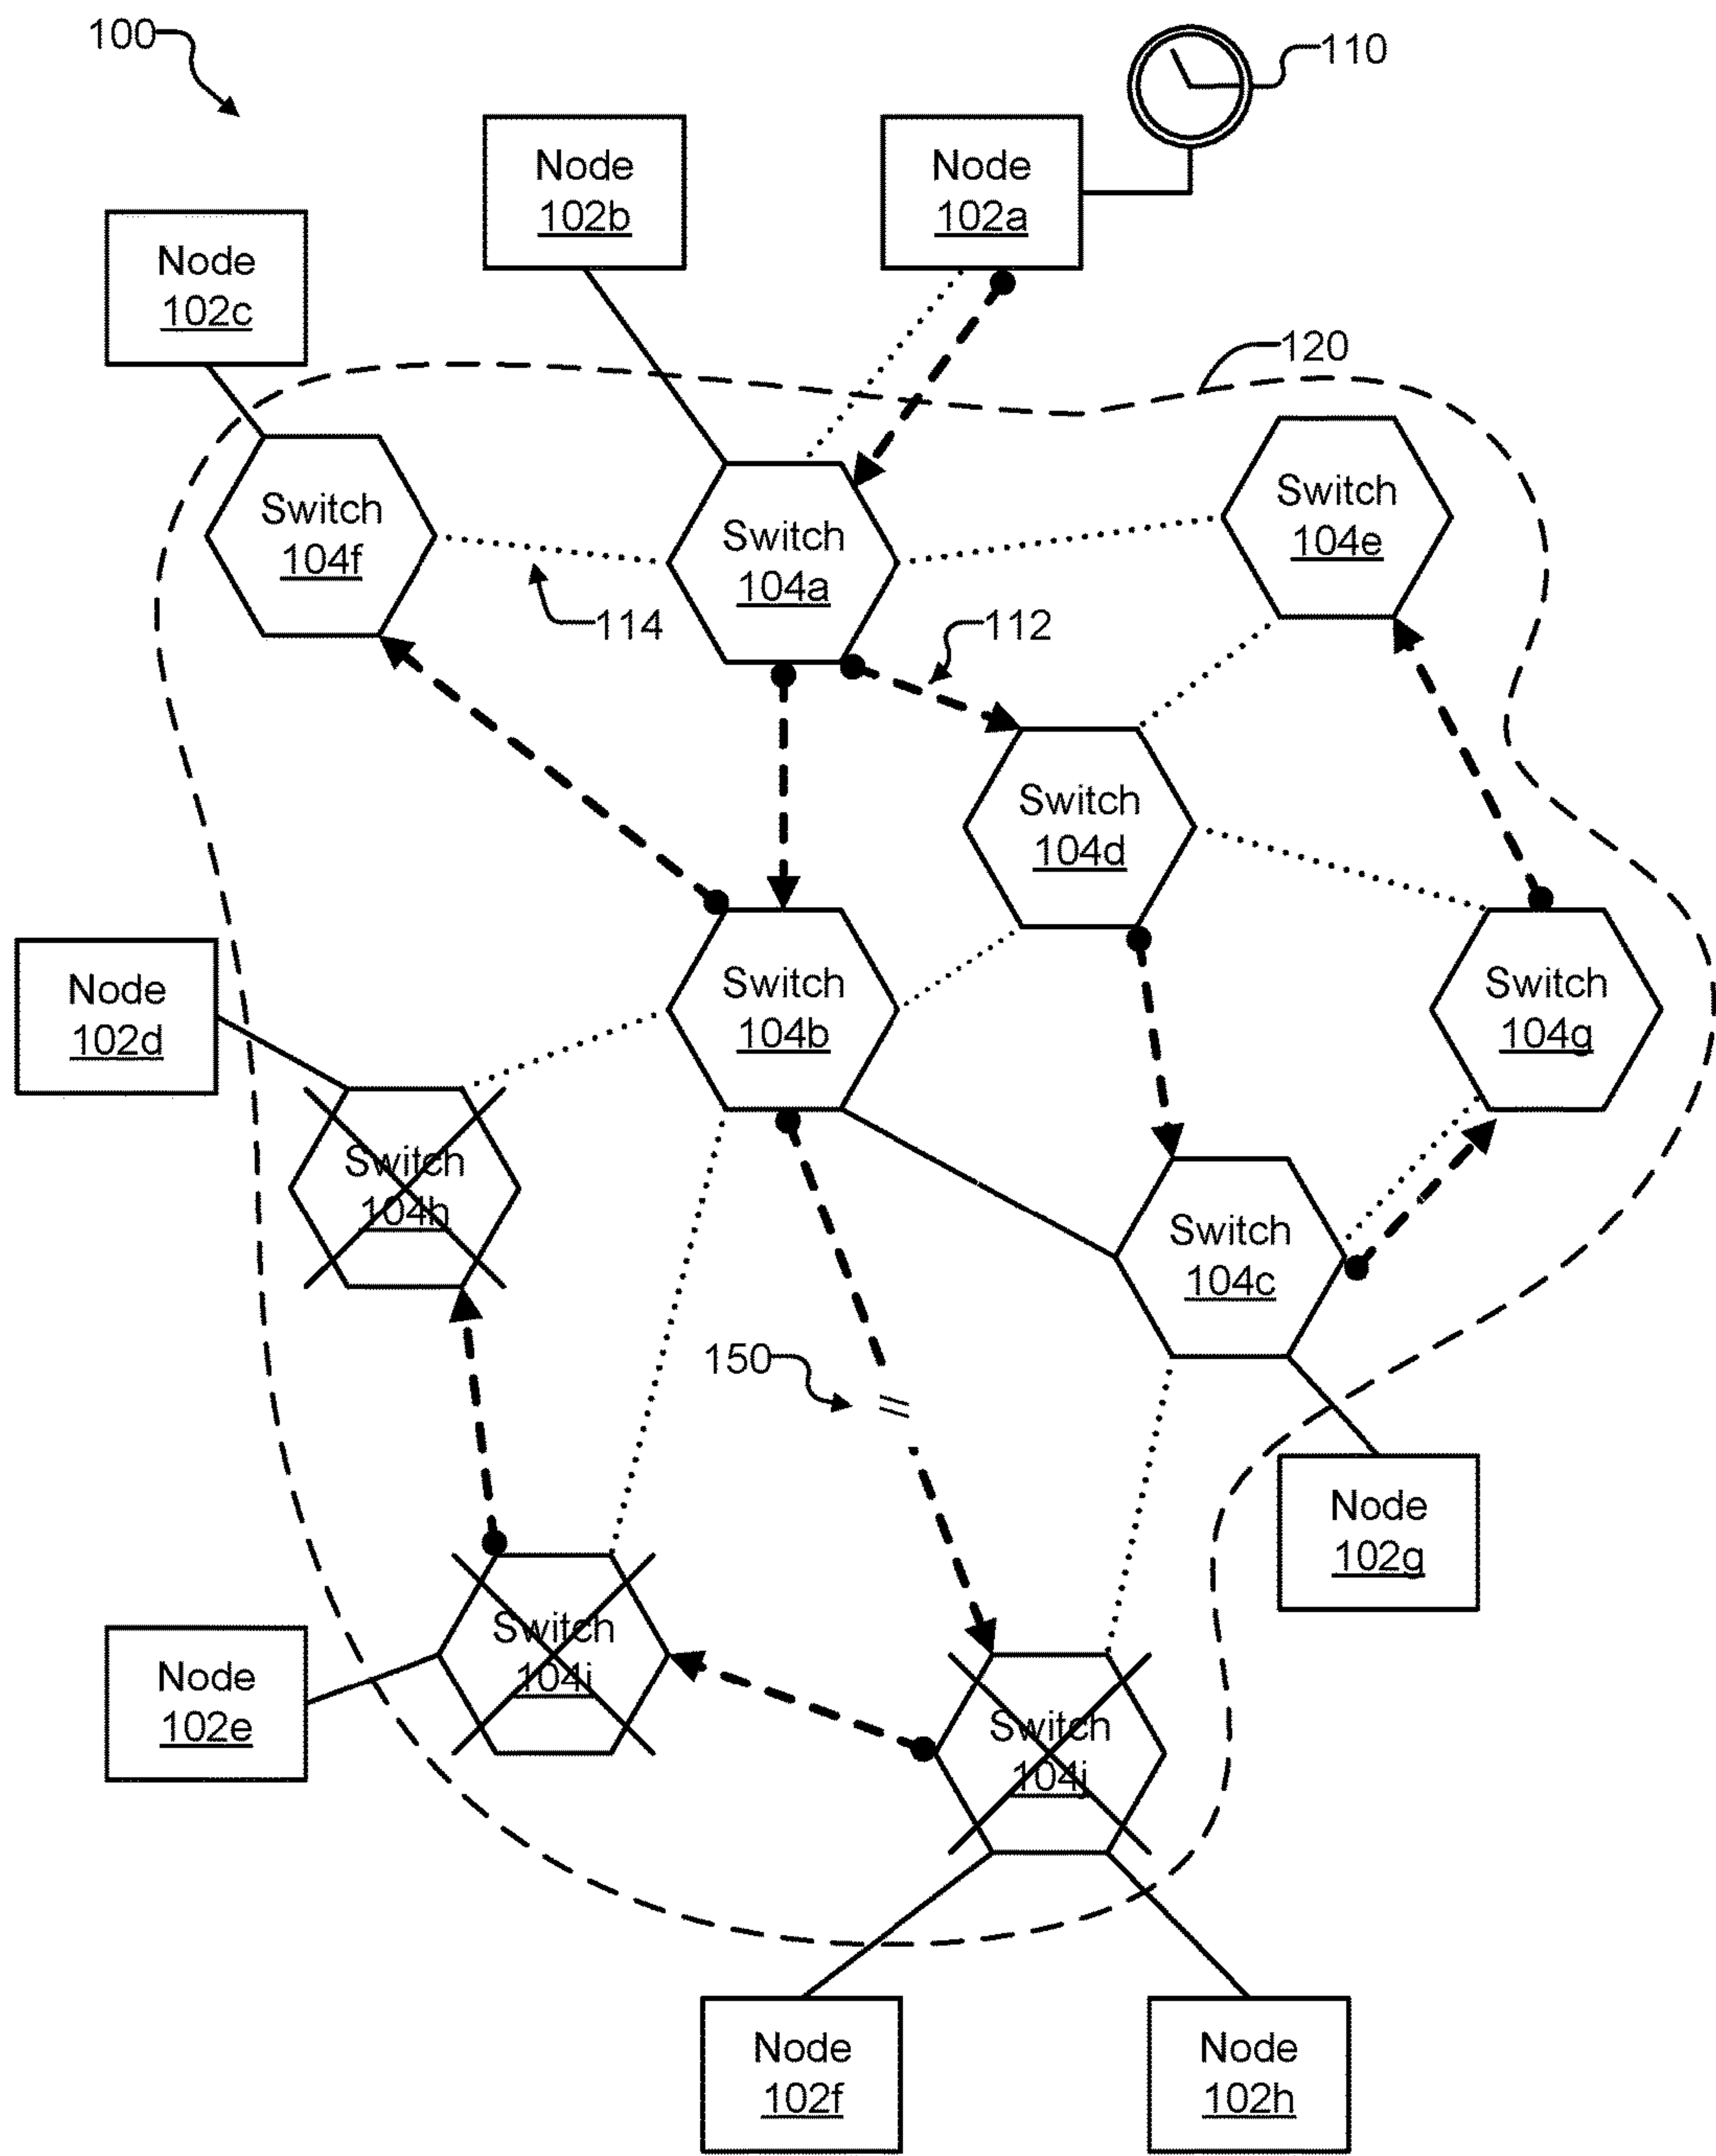 100
110
Node
102b
Node
102a
Node
102c
120
Switch
104f
Switch
104a
Switch
104e
114
112
Switch
104d
Node
102d
Switch
104b
Switch
104g
Switch
104h
Switch
104c
150
Node
102g
Switch
104i
Node
102e
Switch
104j
Node
102f
Node
102h